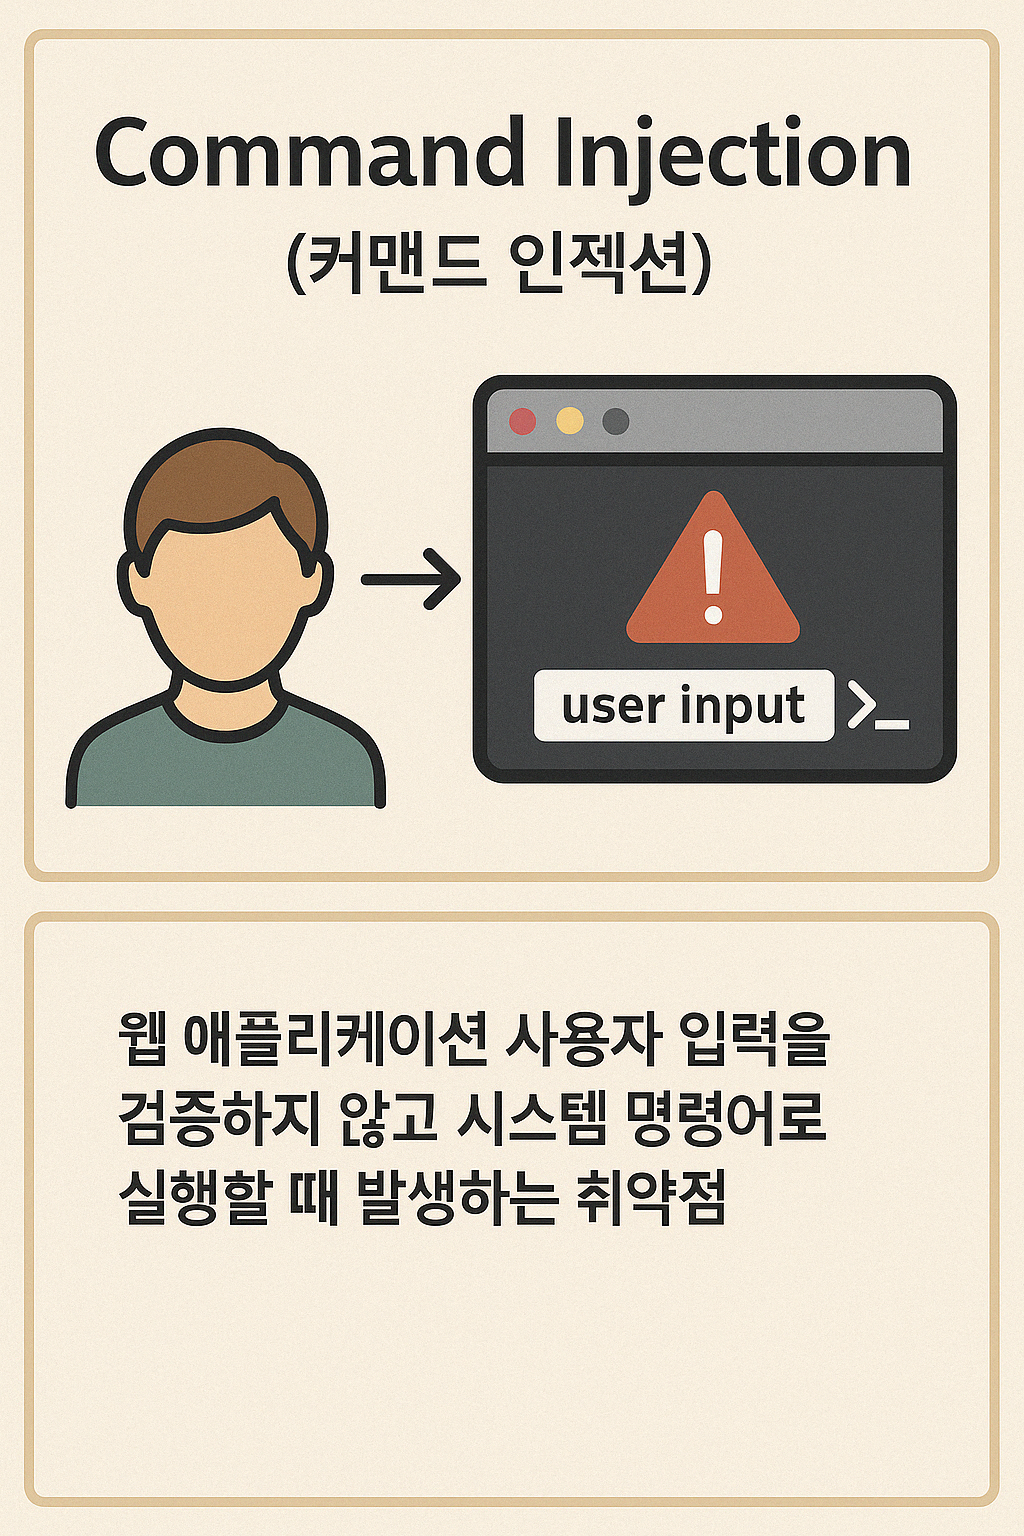 Command Injection
(커맨드 인젝션)
user input
>_
웹 애플리케이션 사용자 입력을
검증하지 않고 시스템 명령어로
실행할 때 발생하는 취약점